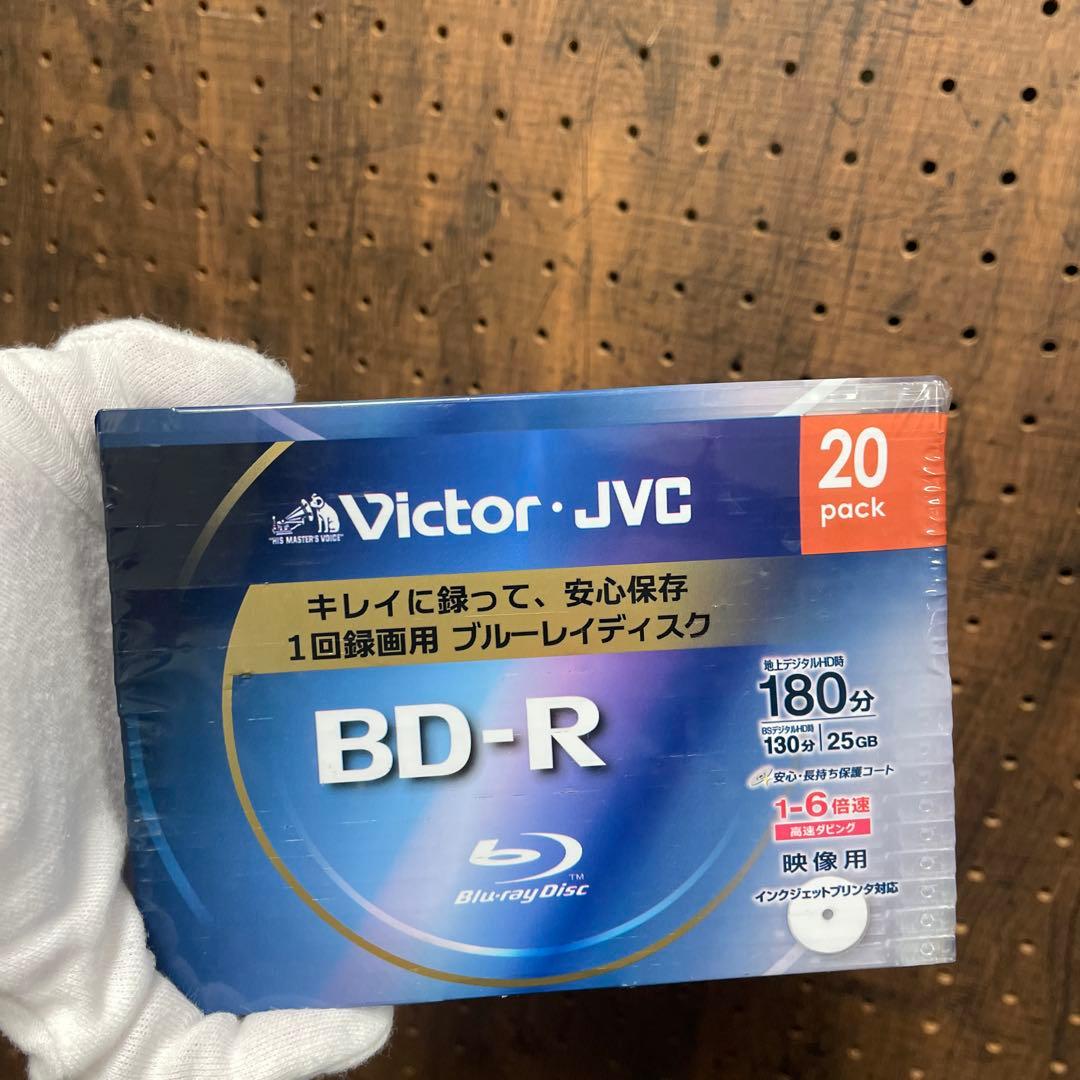 20
pack
Victor・JVC
"HIS MASTER'S VOICE"
キレイに録って、安心保存
1回録画用 ブルーレイディスク
BD-R
地上デジタルHD時
180分
BSデジタルHD時
130分 25GB
安心・長持ち保護コート
1-6倍速
高速ダビング
映像用
インクジェットプリンタ対応
Blu-ray Disc
TM